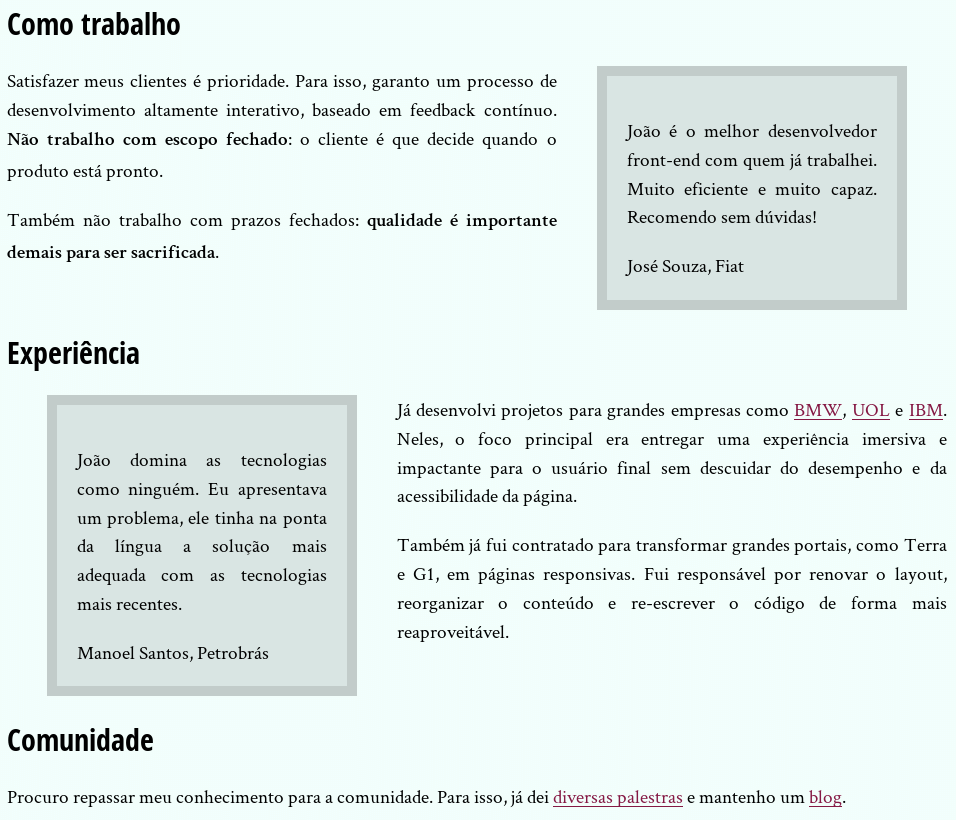 Como trabalho
Satisfazer meus clientes é prioridade. Para isso, garanto um processo de
desenvolvimento altamente interativo, baseado em feedback contínuo.
Não trabalho com escopo fechado: o cliente é que decide quando o
produto está pronto.
Também não trabalho com prazos fechados: qualidade é importante
demais para ser sacrificada.
João é o melhor desenvolvedor
front-end com quem já trabalhei.
Muito eficiente e muito capaz.
Recomendo sem dúvidas!
José Souza, Fiat
Experiência
João domina as tecnologias
como ninguém. Eu apresentava
um problema, ele tinha na ponta
da língua a solução mais
adequada com as tecnologias
mais recentes.
Manoel Santos, Petrobrás
Já desenvolvi projetos para grandes empresas como BMW, UOL e IBM.
Neles, o foco principal era entregar uma experiência imersiva e
impactante para o usuário final sem descuidar do desempenho e da
acessibilidade da página.
Também já fui contratado para transformar grandes portais, como Terra
e G1, em páginas responsivas. Fui responsável por renovar o layout,
reorganizar o conteúdo e re-escrever o código de forma mais
reaproveitável.
Comunidade
Procuro repassar meu conhecimento para a comunidade. Para isso, já dei diversas palestras e mantenho um blog.